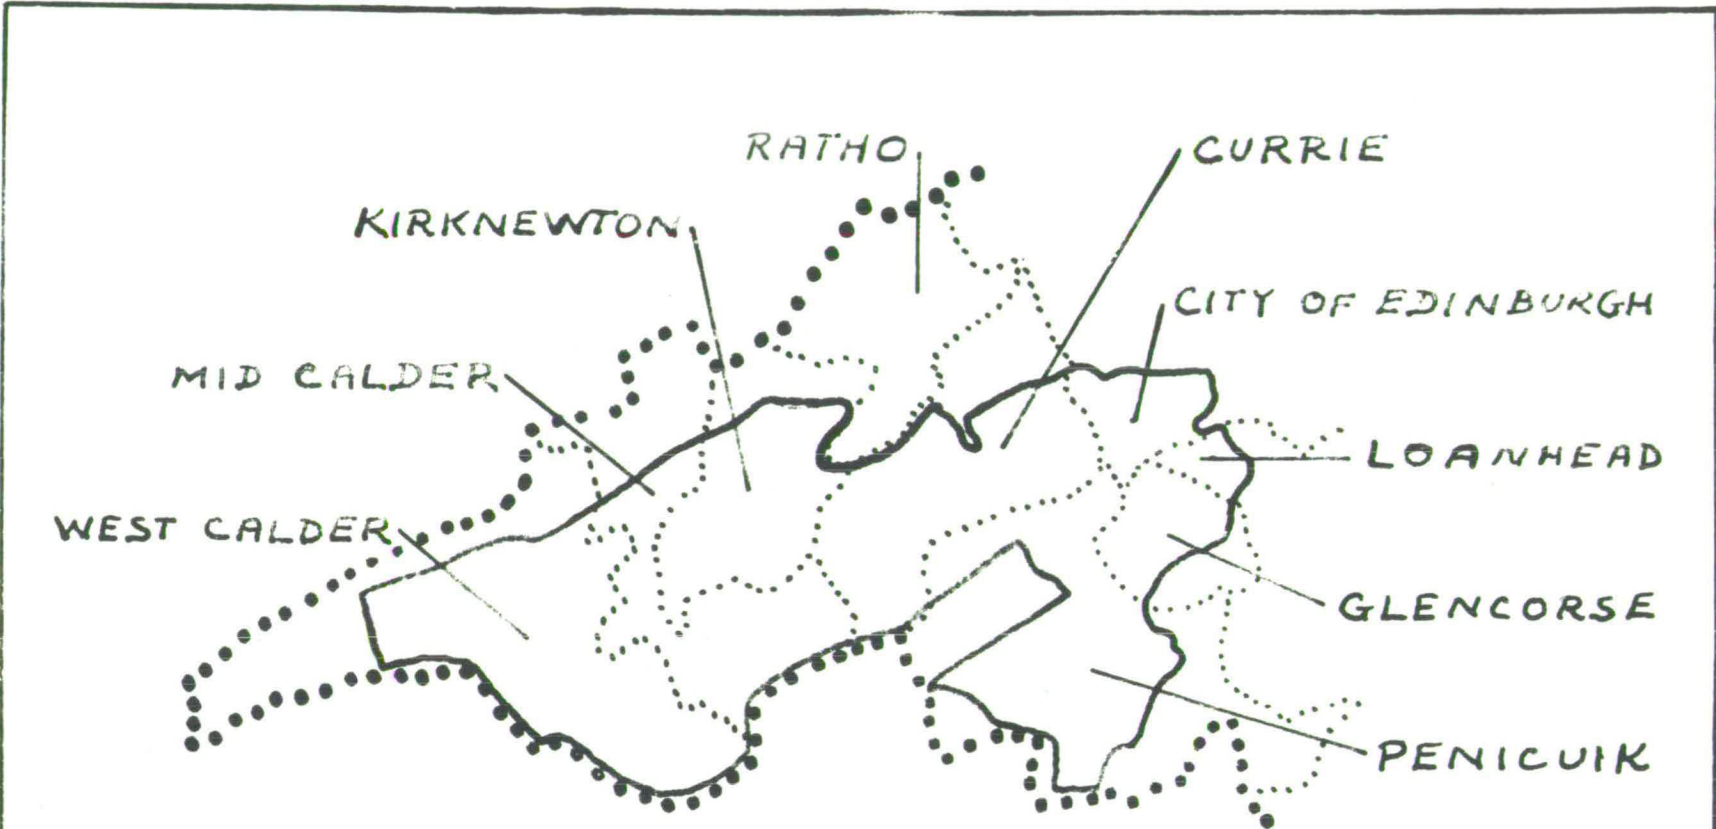 RATHO
CURRIE
KIRKNEWTON
CITY OF EDINBURGH
MID CALDER
LOANHEAD
WEST CALDER
GLENCORSE
PENICUIK